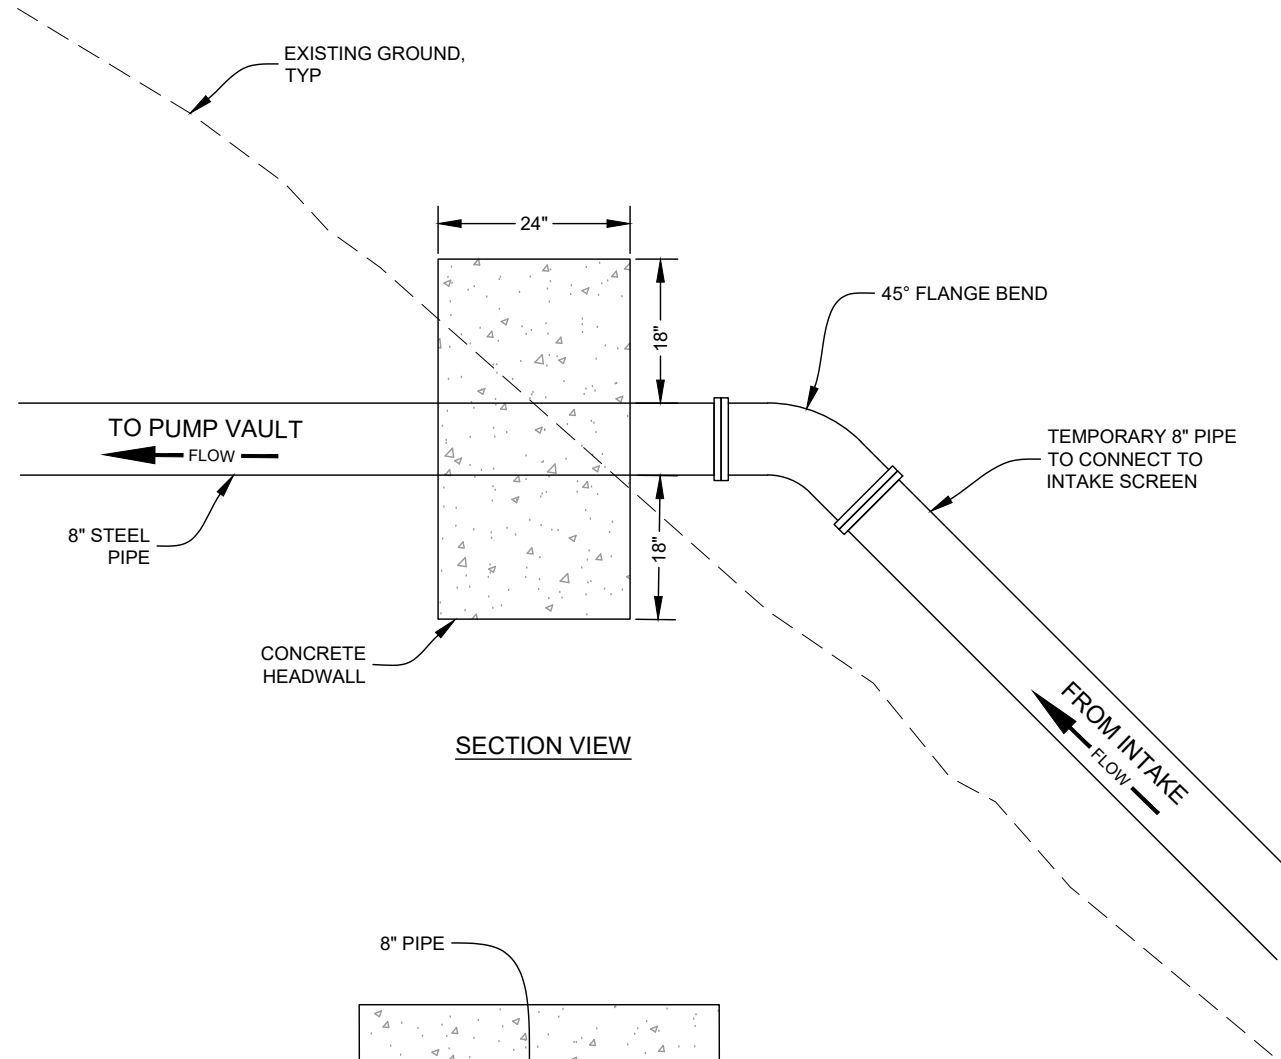 EXISTING GROUND,
TYP
24"
18"
45° FLANGE BEND
TO PUMP VAULT
FLOW
TEMPORARY 8" PIPE
TO CONNECT TO
INTAKE SCREEN
8" STEEL
PIPE
18"
CONCRETE
HEADWALL
FROM INTAKE
FLOW
SECTION VIEW
8" PIPE